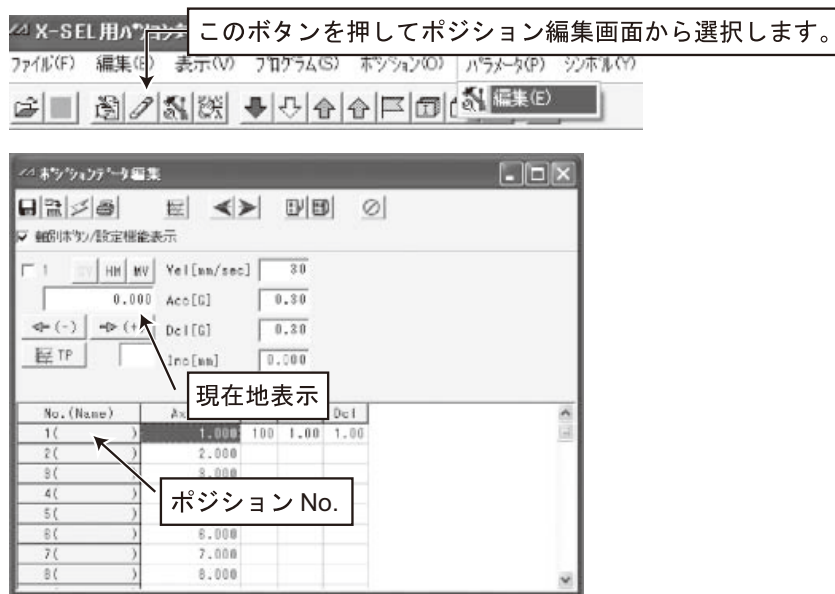 X-SEL用パソ
このボタンを押してポジション編集画面から選択します。
ファイル(F) 編集(E) 表示(V) プログラム(S) ポジション(O) パラメータ(P) シンボル(Y)
編集(E)
ポジションデータ編集
軸別ボタン/設定機能表示
1 SV HM MV Vel[mm/sec] 30
0.000 Acc[G] 0.30
(-) (+) Dcl[G] 0.30
TP Inc[mm] 0.000
現在地表示
No.(Name) Ax Dcl
1( ) 1.000 100 1.00 1.00
2( ) 2.000
3( ) 3.000
4( )
ポジション No.
5( )
6( ) 6.000
7( ) 7.000
8( ) 8.000